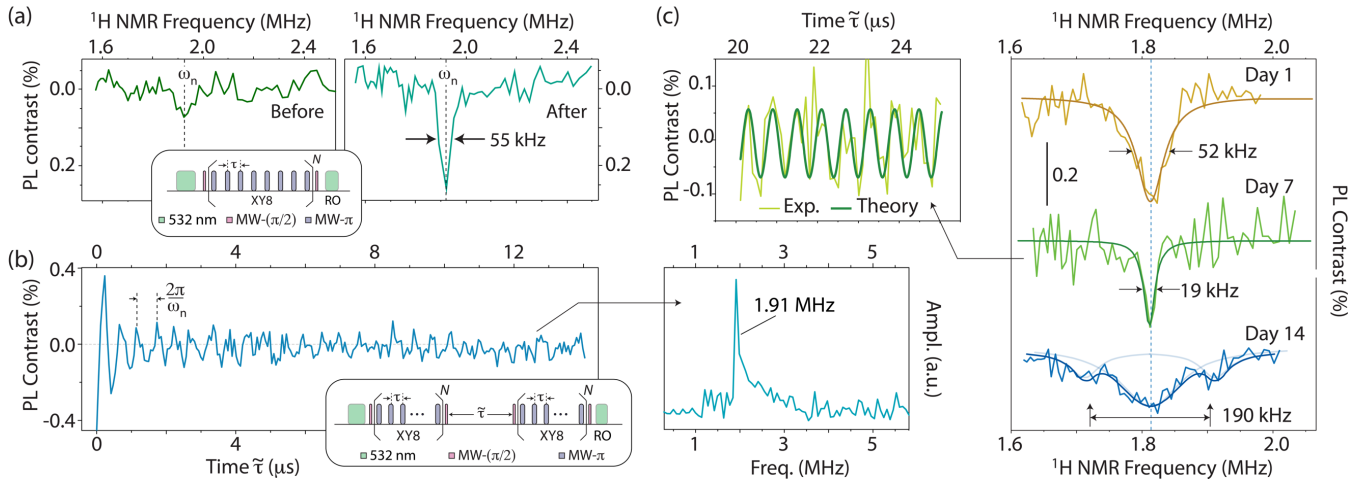 (a)
¹H NMR Frequency (MHz)
1.6 2.0 2.4
ωₙ
Before
PL contrast (%)
0.0
0.2
¹H NMR Frequency (MHz)
1.6 2.0 2.4
ωₙ
After
55 kHz
0.0
0.2
τ
N
XY8
RO
532 nm MW-(π/2) MW-π
(b)
0 4 8 12
PL Contrast (%)
0.4
0.0
-0.4
2π
ωₙ
0 4
Time τ̃ (μs)
τ
N
τ̃
τ
N
XY8
XY8
RO
532 nm MW-(π/2) MW-π
1 3 5
1.91 MHz
Ampl. (a.u.)
1 3 5
Freq. (MHz)
(c)
Time τ̃ (μs)
20 22 24
PL Contrast (%)
0.1
0.0
-0.1
Exp. Theory
¹H NMR Frequency (MHz)
1.6 1.8 2.0
Day 1
52 kHz
0.2
Day 7
19 kHz
Day 14
190 kHz
PL Contrast (%)
1.6 1.8 2.0
¹H NMR Frequency (MHz)